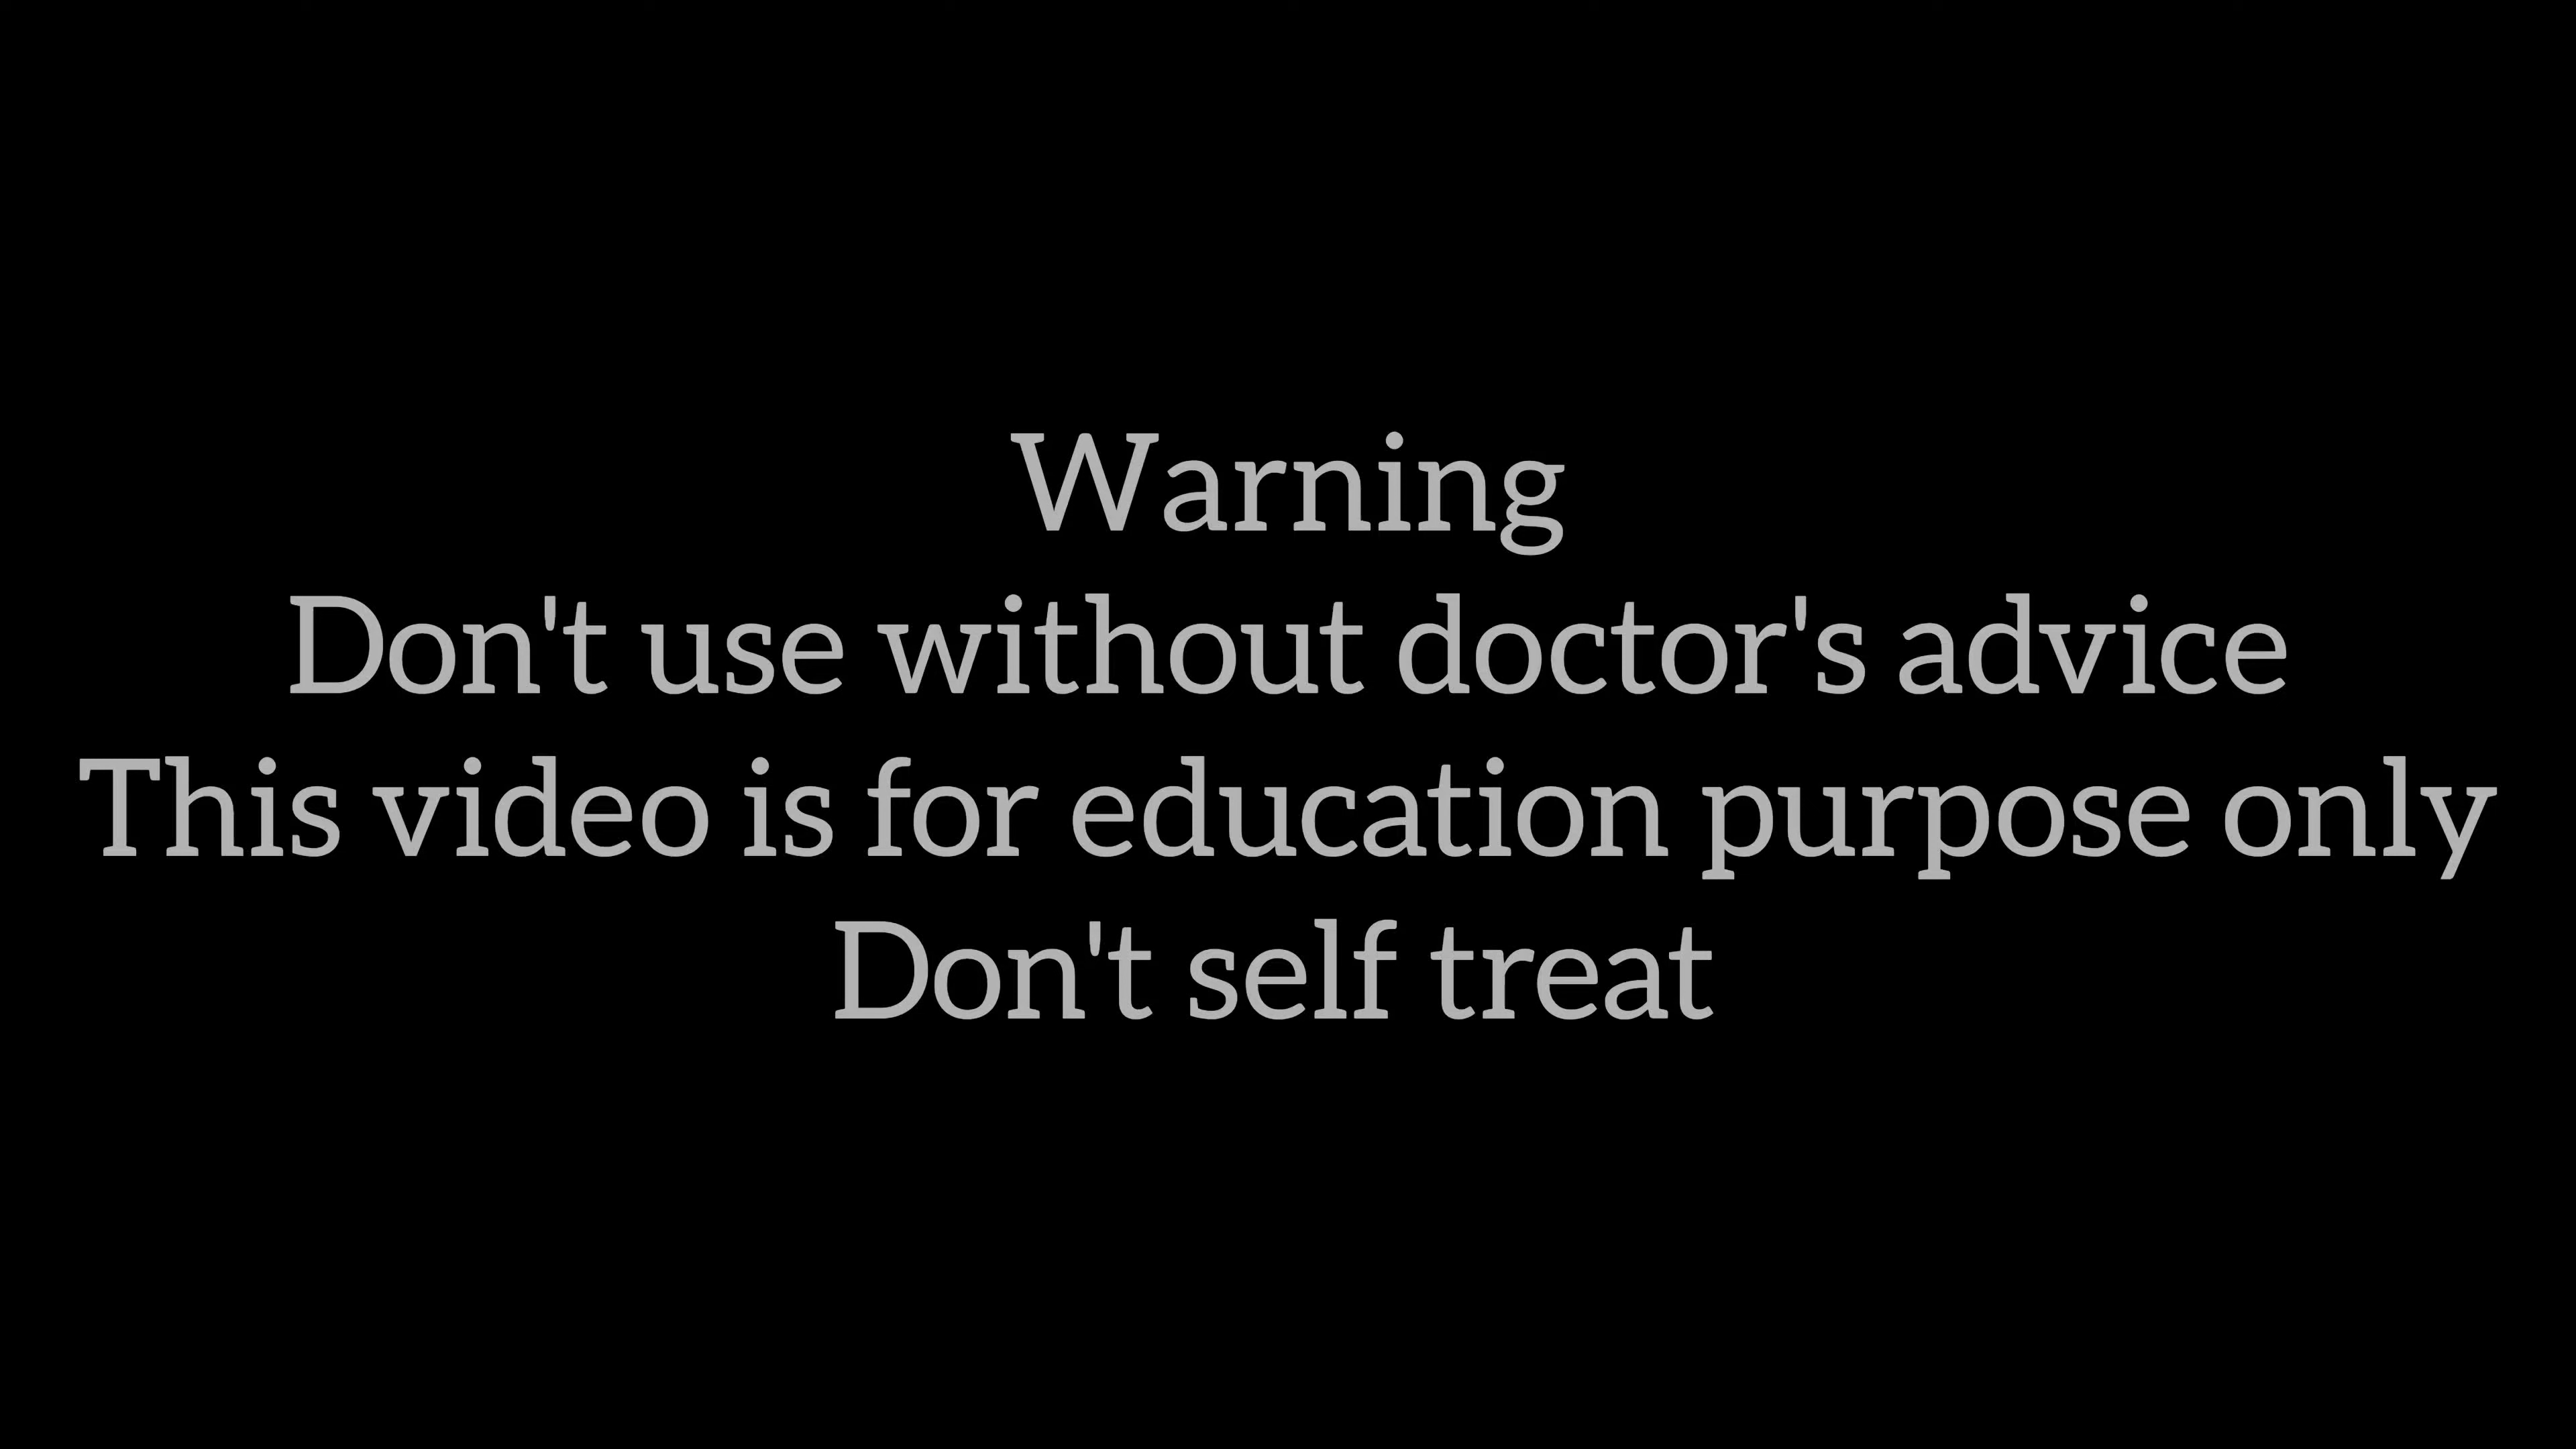 Warning
Don't use without doctor's advice
This video is for education purpose only
Don't self treat